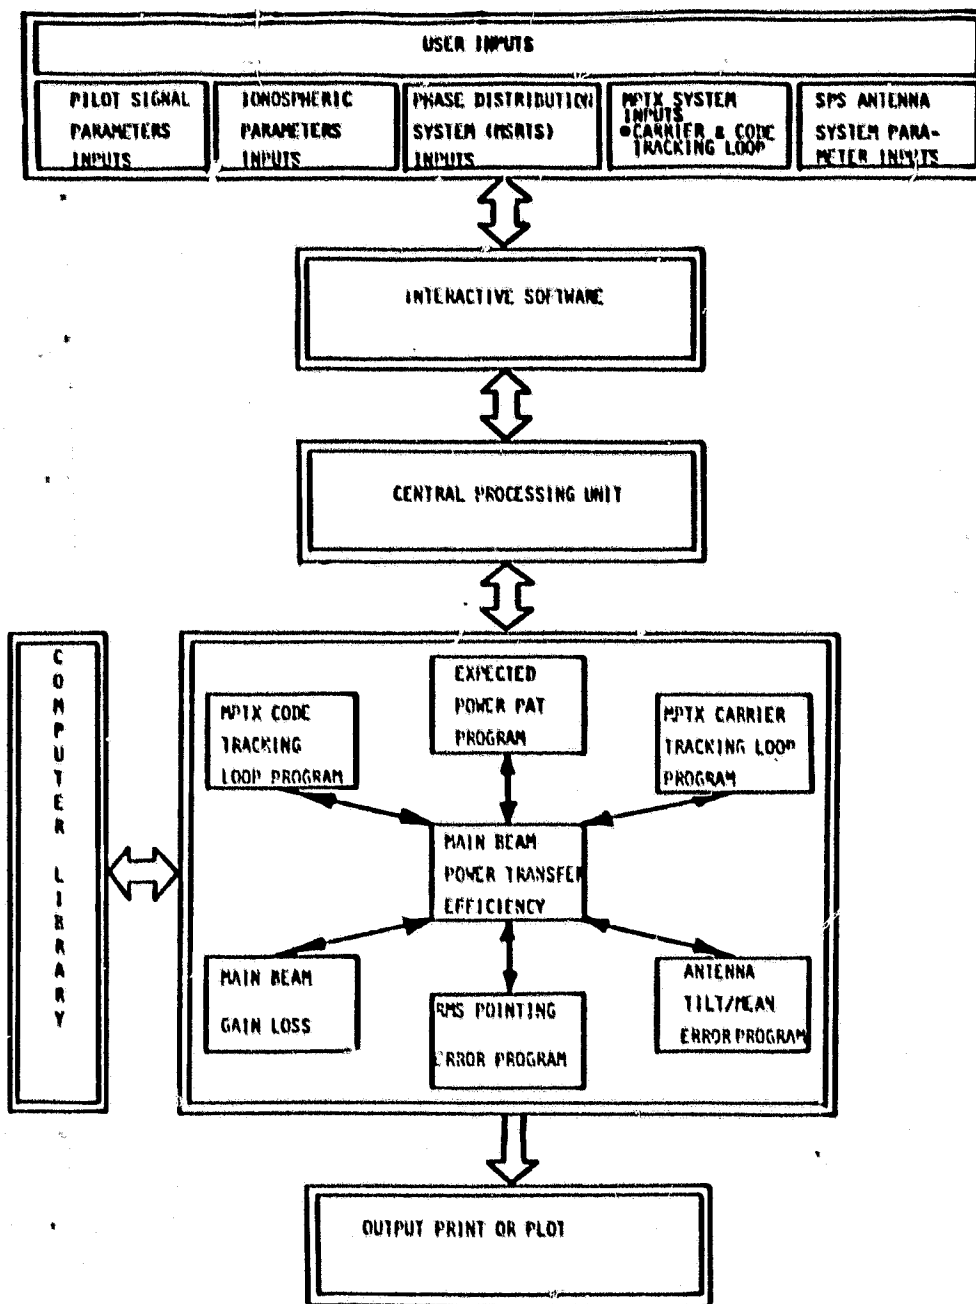 USER INPUTS
PILOT SIGNAL
PARAMETERS
INPUTS
IONOSPHERIC
PARAMETERS
INPUTS
PHASE DISTRIBUTION
SYSTEM (MSRTS)
INPUTS
MPTX SYSTEM
INPUTS
●CARRIER & CODE
TRACKING LOOP
SPS ANTENNA
SYSTEM PARA-
METER INPUTS
INTERACTIVE SOFTWARE
CENTRAL PROCESSING UNIT
COMPUTER LIBRARY
EXPECTED
POWER PAT
PROGRAM
MPTX CODE
TRACKING
LOOP PROGRAM
MPTX CARRIER
TRACKING LOOP
PROGRAM
MAIN BEAM
POWER TRANSFER
EFFICIENCY
MAIN BEAM
GAIN LOSS
RMS POINTING
ERROR PROGRAM
ANTENNA
TILT/MEAN
ERROR PROGRAM
OUTPUT PRINT OR PLOT